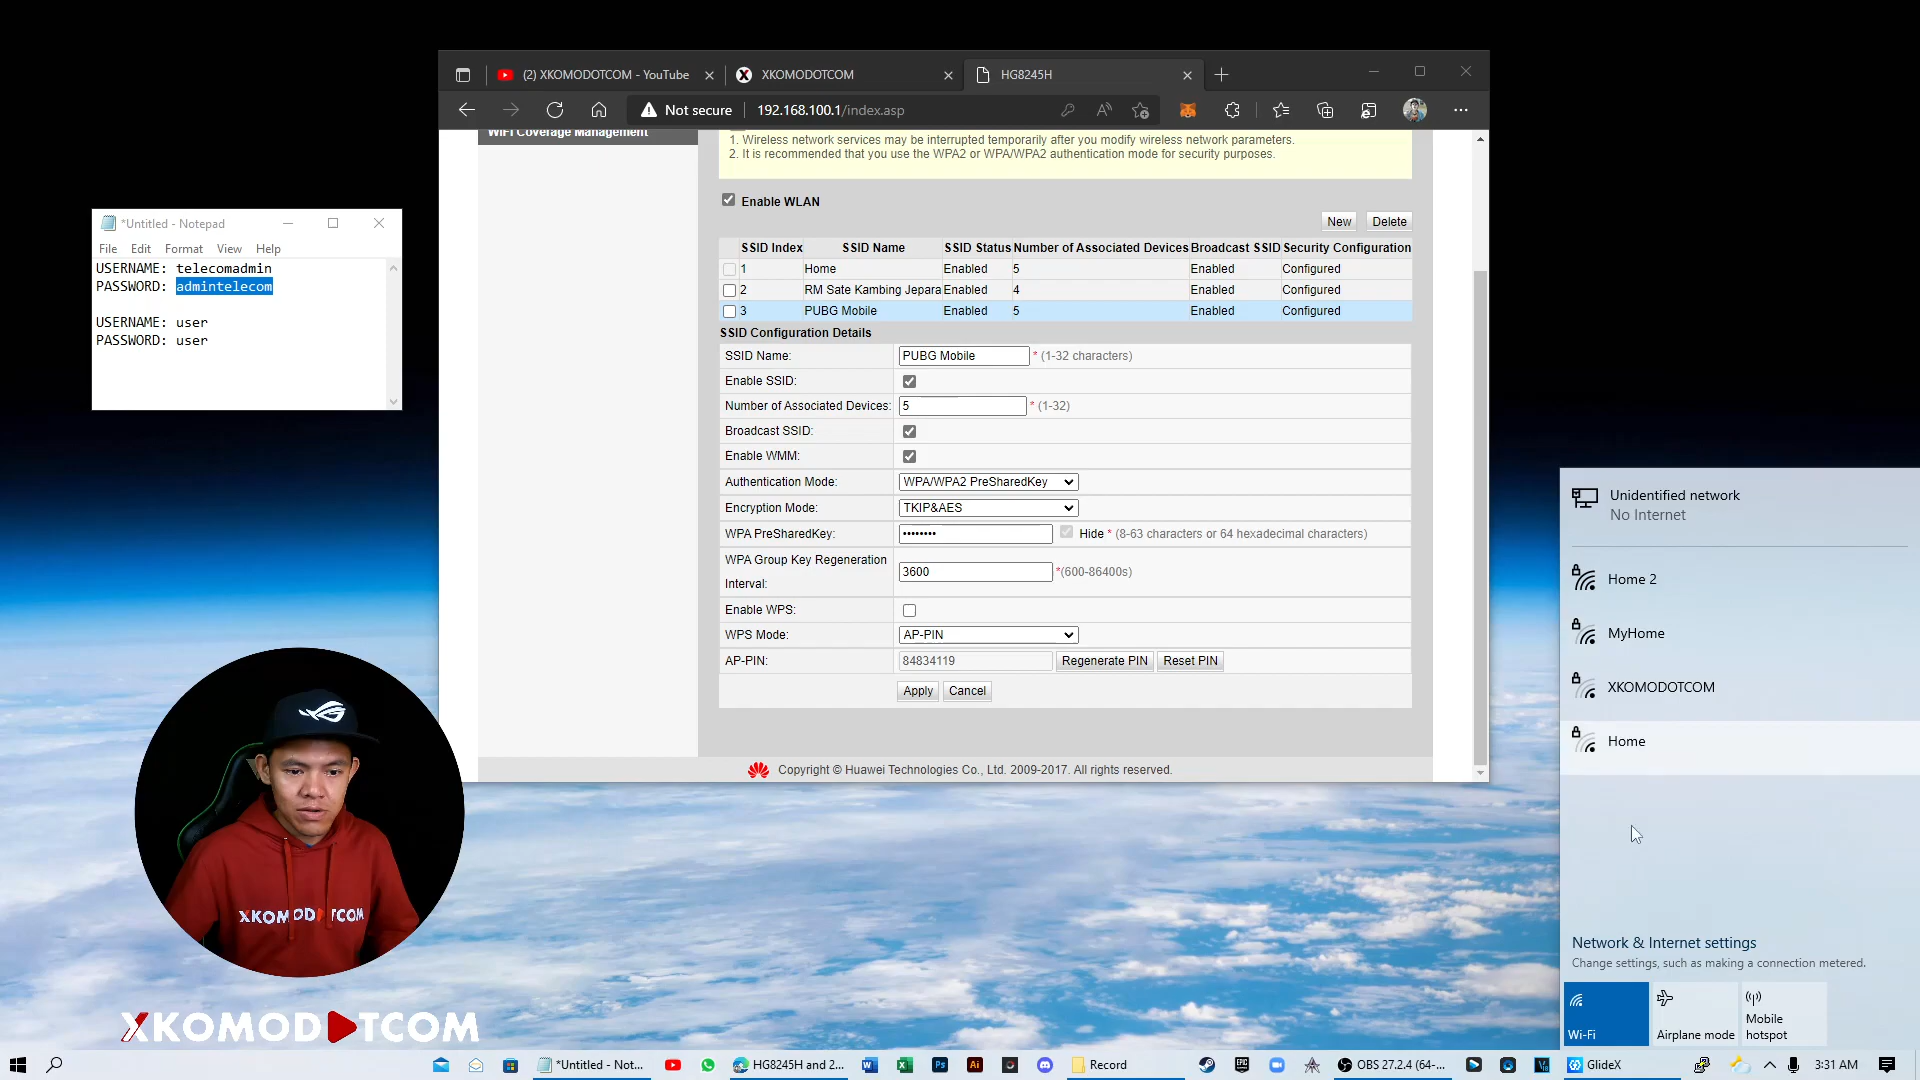 (2) XKOMODOTCOM - YouTube
XKOMODOTCOM
HG8245H
Not secure
192.168.100.1/index.asp
WiFi Coverage Management
1. Wireless network services may be interrupted temporarily after you modify wireless network parameters.
2. It is recommended that you use the WPA2 or WPA/WPA2 authentication mode for security purposes.
Enable WLAN
New Delete
SSID Index SSID Name SSID Status Number of Associated Devices Broadcast SSID Security Configuration
1 Home Enabled 5 Enabled Configured
2 RM Sate Kambing Jepara Enabled 4 Enabled Configured
3 PUBG Mobile Enabled 5 Enabled Configured
SSID Configuration Details
SSID Name: PUBG Mobile * (1-32 characters)
Enable SSID:
Number of Associated Devices: 5 * (1-32)
Broadcast SSID:
Enable WMM:
Authentication Mode: WPA/WPA2 PreSharedKey
Encryption Mode: TKIP&AES
WPA PreSharedKey: •••••••• Hide * (8-63 characters or 64 hexadecimal characters)
WPA Group Key Regeneration
Interval: 3600 *(600-86400s)
Enable WPS:
WPS Mode: AP-PIN
AP-PIN: 84834119 Regenerate PIN Reset PIN
Apply Cancel
Copyright © Huawei Technologies Co., Ltd. 2009-2017. All rights reserved.
*Untitled - Notepad
File Edit Format View Help
USERNAME: telecomadmin
PASSWORD: admintelecom
USERNAME: user
PASSWORD: user
Unidentified network
No Internet
Home 2
MyHome
XKOMODOTCOM
Home
Network & Internet settings
Change settings, such as making a connection metered.
Wi-Fi
Airplane mode
Mobile
hotspot
XKOMOD TCOM
XKOMOD TCOM
*Untitled - Not...
HG8245H and 2...
Record
OBS 27.2.4 (64-...
GlideX
3:31 AM